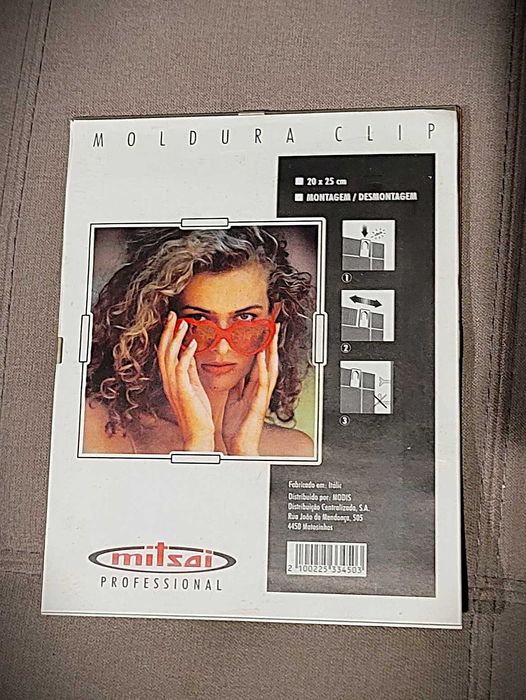 MOLDURA CLIP
20 x 25 cm
MONTAGEM / DESMONTAGEM
1
2
3
Fabricado em: Itália
Distribuido por: MODIS
Distribuição Centralizada, S.A.
Rua João de Mendonça, 505
4450 Matosinhos
2 100225 334503
mitsai
PROFESSIONAL